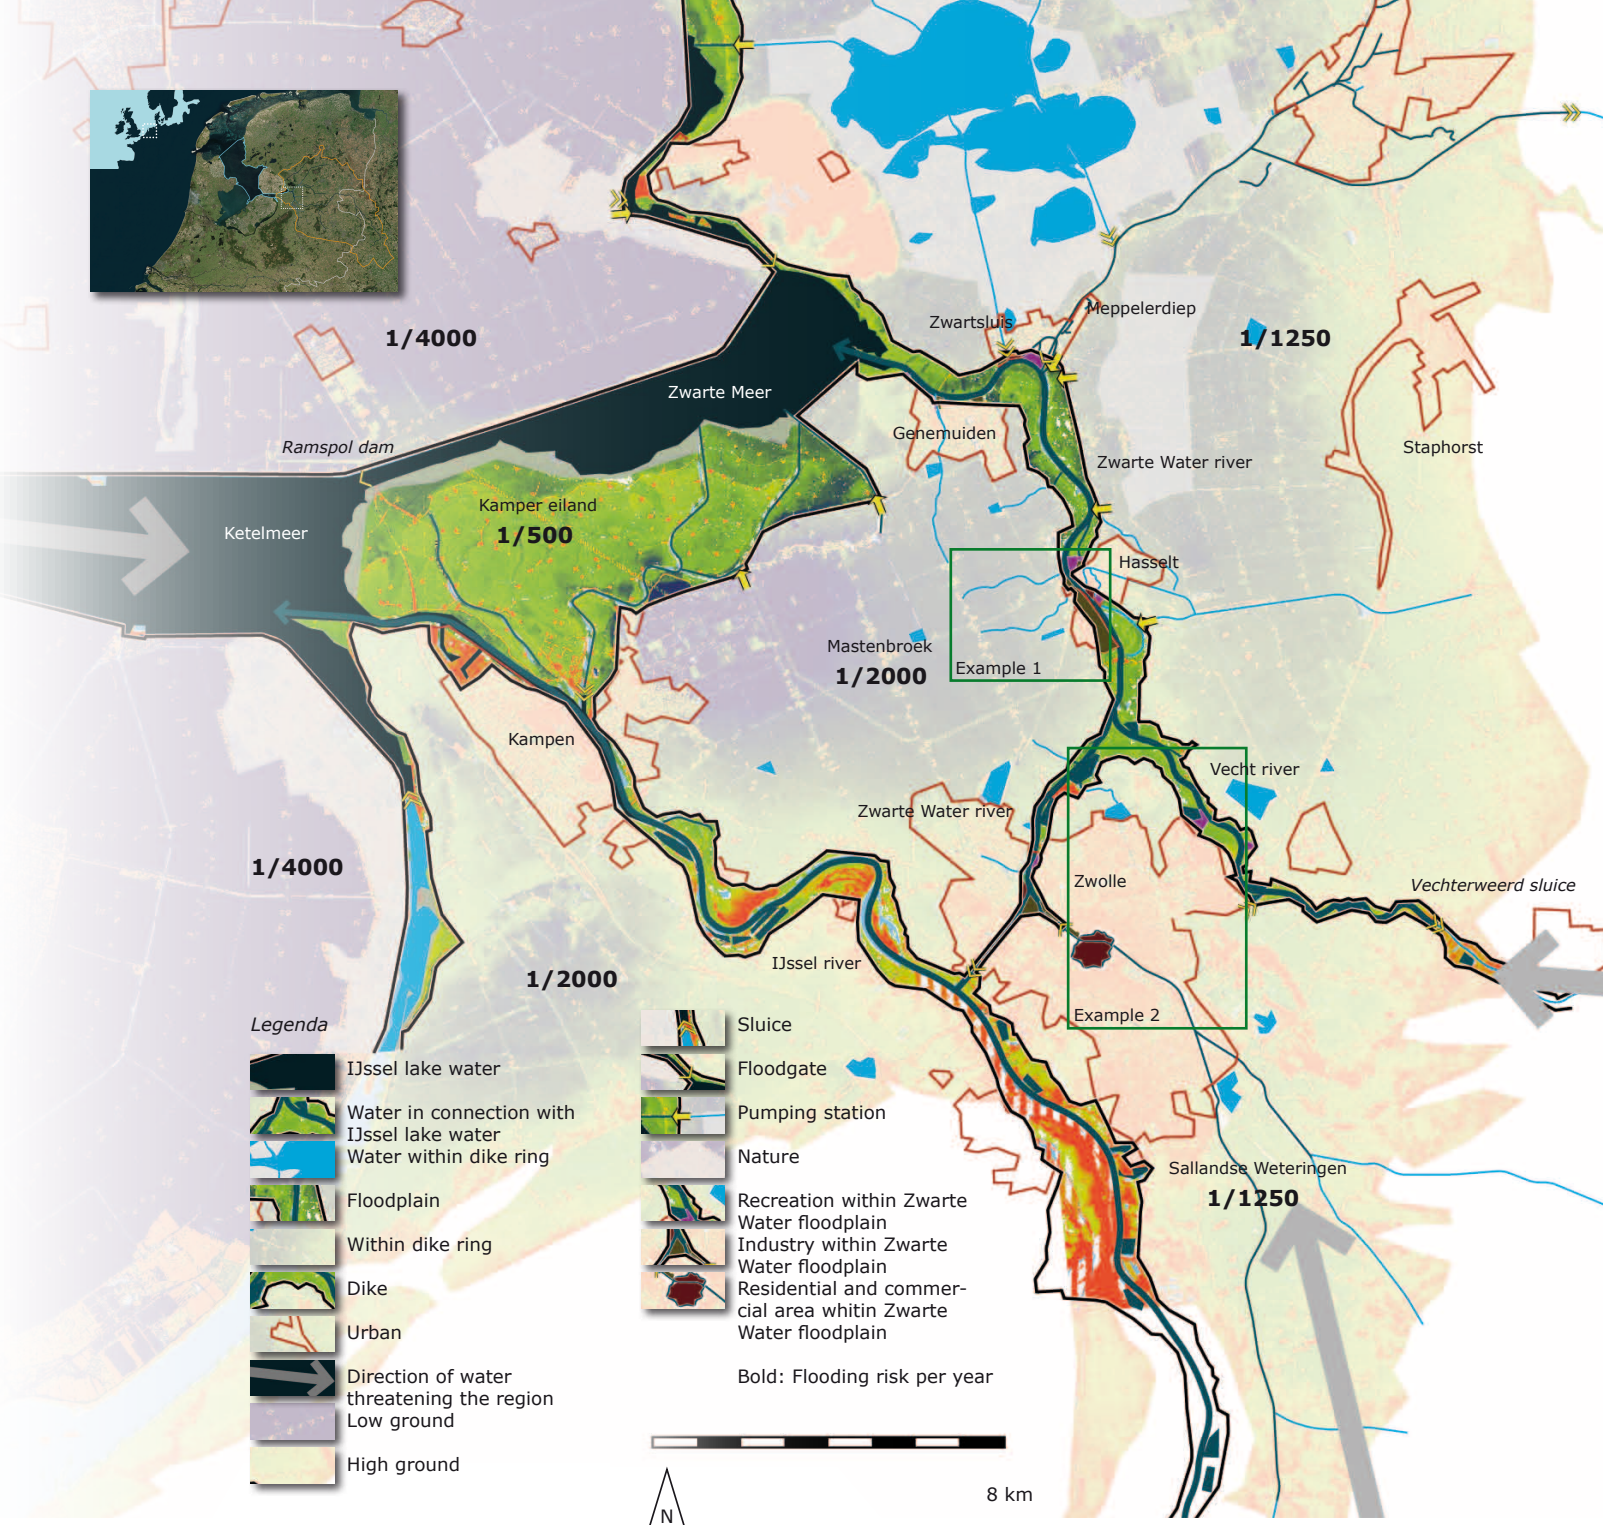 1/4000
Zwartsluis
Meppelerdiep
1/1250
Zwarte Meer
Ramspol dam
Genemuiden
Staphorst
Zwarte Water river
Kamper eiland
1/500
Ketelmeer
Hasselt
Mastenbroek
1/2000
Example 1
Kampen
Vecht river
Zwarte Water river
1/4000
Zwolle
Vechterweerd sluice
IJssel river
1/2000
Example 2
Sallandse Weteringen
1/1250
Legenda
IJssel lake water
Water in connection with
IJssel lake water
Water within dike ring
Floodplain
Within dike ring
Dike
Urban
Direction of water
threatening the region
Low ground
High ground
Sluice
Floodgate
Pumping station
Nature
Recreation within Zwarte
Water floodplain
Industry within Zwarte
Water floodplain
Residential and commer-
cial area whitin Zwarte
Water floodplain
Bold: Flooding risk per year
8 km
N